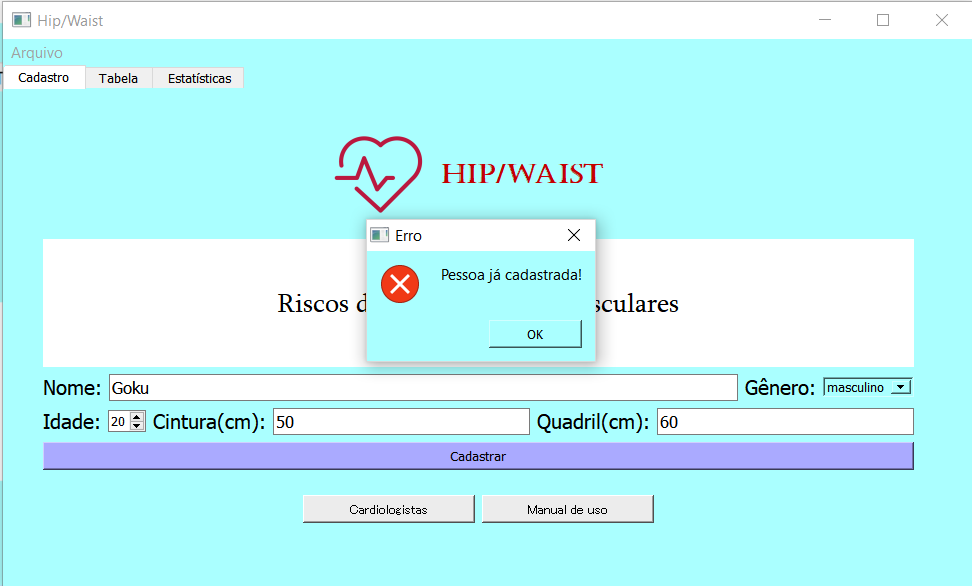 Hip/Waist
Arquivo
Cadastro Tabela Estatísticas
HIP/WAIST
Erro
Pessoa já cadastrada!
OK
Riscos d sculares
Nome: Goku Gênero: masculino
Idade: 20 Cintura(cm): 50 Quadril(cm): 60
Cadastrar
Cardiologistas Manual de uso